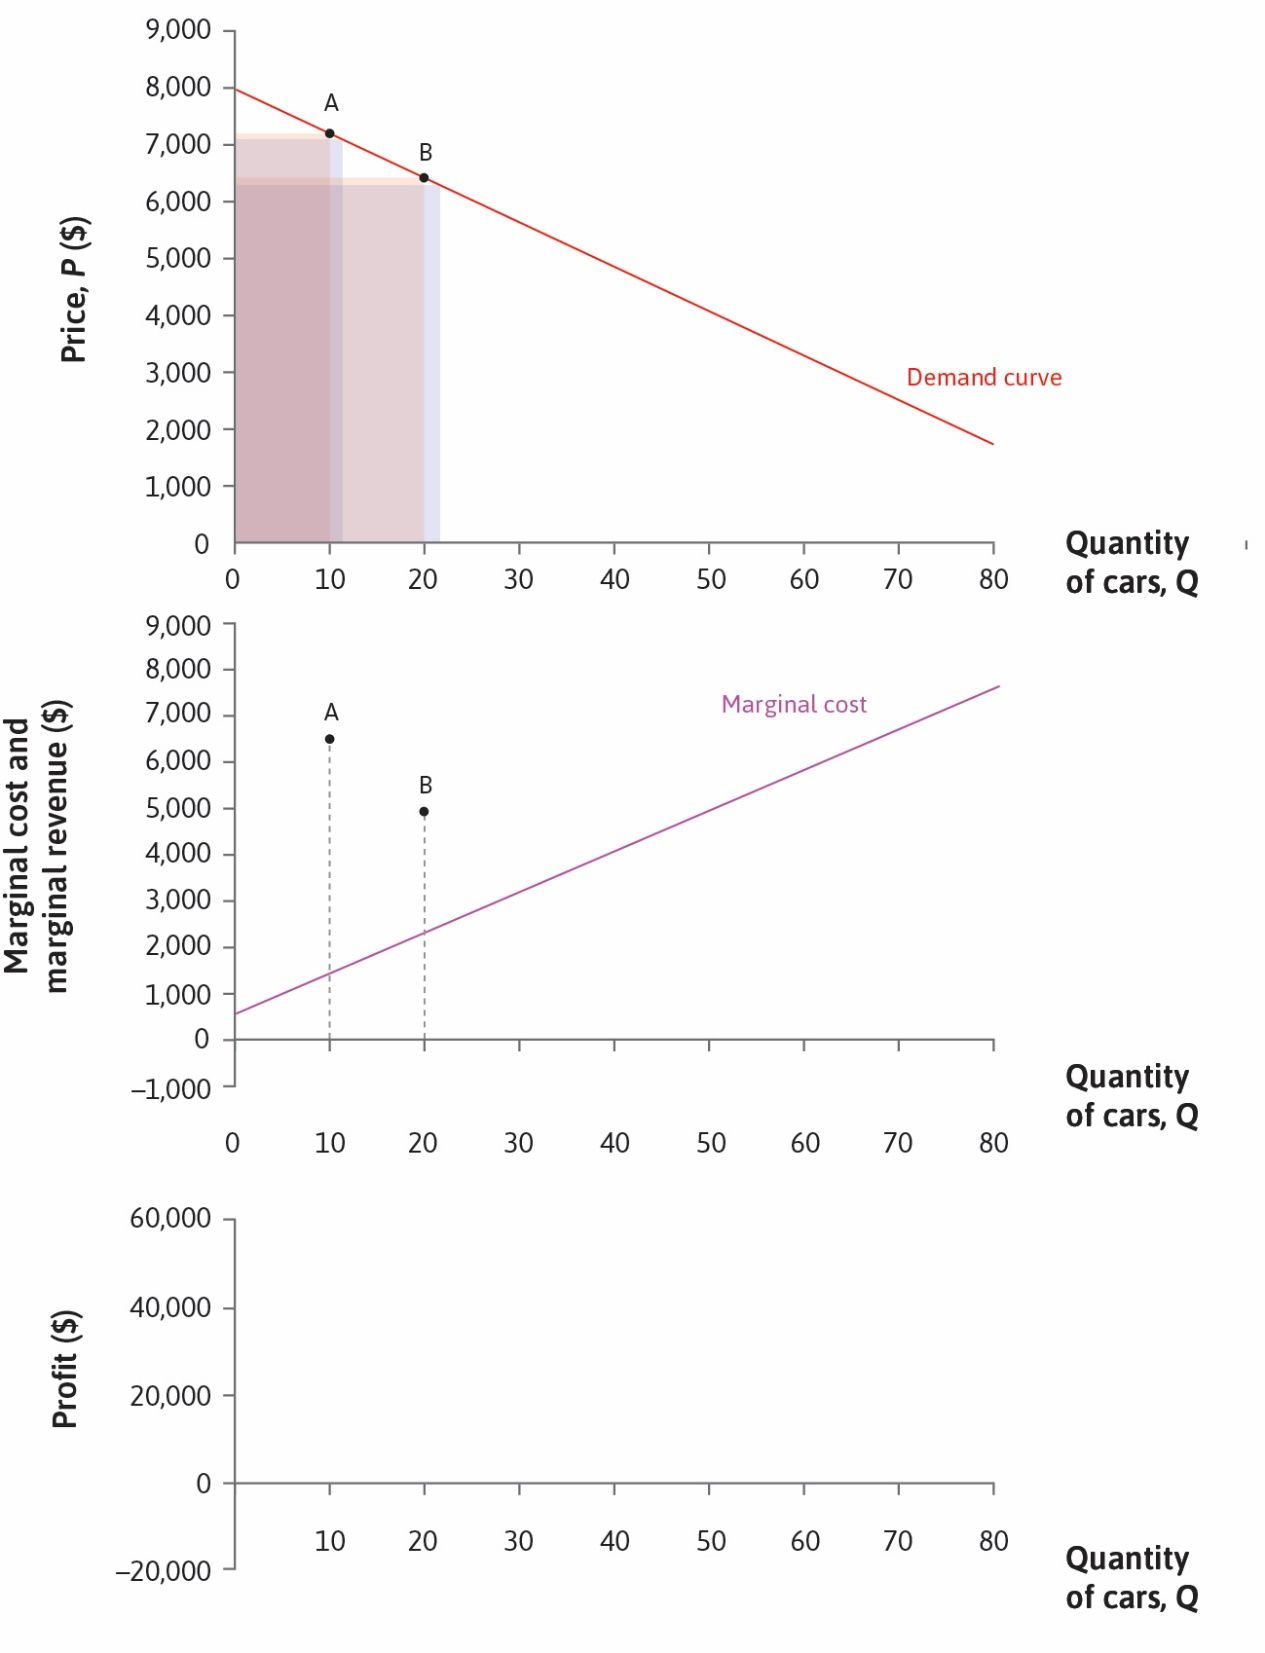 9,000
8,000
7,000
6,000
5,000
4,000
3,000
2,000
1,000
0
Price, P ($)
A
B
Demand curve
0 10 20 30 40 50 60 70 80
Quantity
of cars, Q
9,000
8,000
7,000
6,000
5,000
4,000
3,000
2,000
1,000
0
–1,000
Marginal cost and
marginal revenue ($)
A
B
Marginal cost
0 10 20 30 40 50 60 70 80
Quantity
of cars, Q
60,000
40,000
20,000
0
–20,000
Profit ($)
10 20 30 40 50 60 70 80
Quantity
of cars, Q